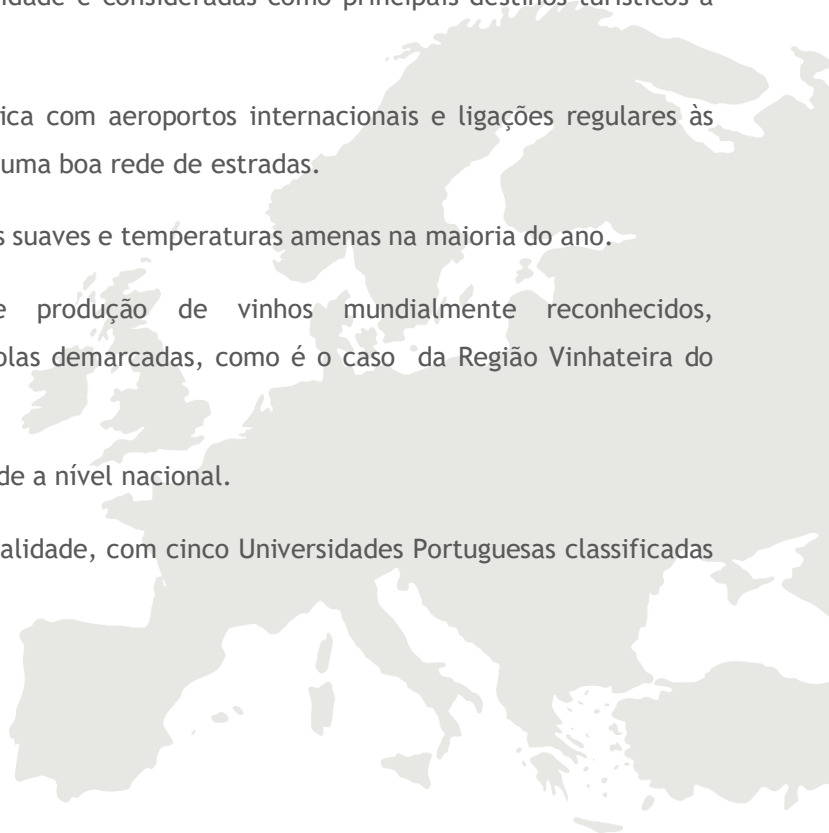 idade e consideradas como principais destinos turísticos a
ica com aeroportos internacionais e ligações regulares às
uma boa rede de estradas.
s suaves e temperaturas amenas na maioria do ano.
e produção de vinhos mundialmente reconhecidos,
olas demarcadas, como é o caso da Região Vinhateira do
de a nível nacional.
alidade, com cinco Universidades Portuguesas classificadas